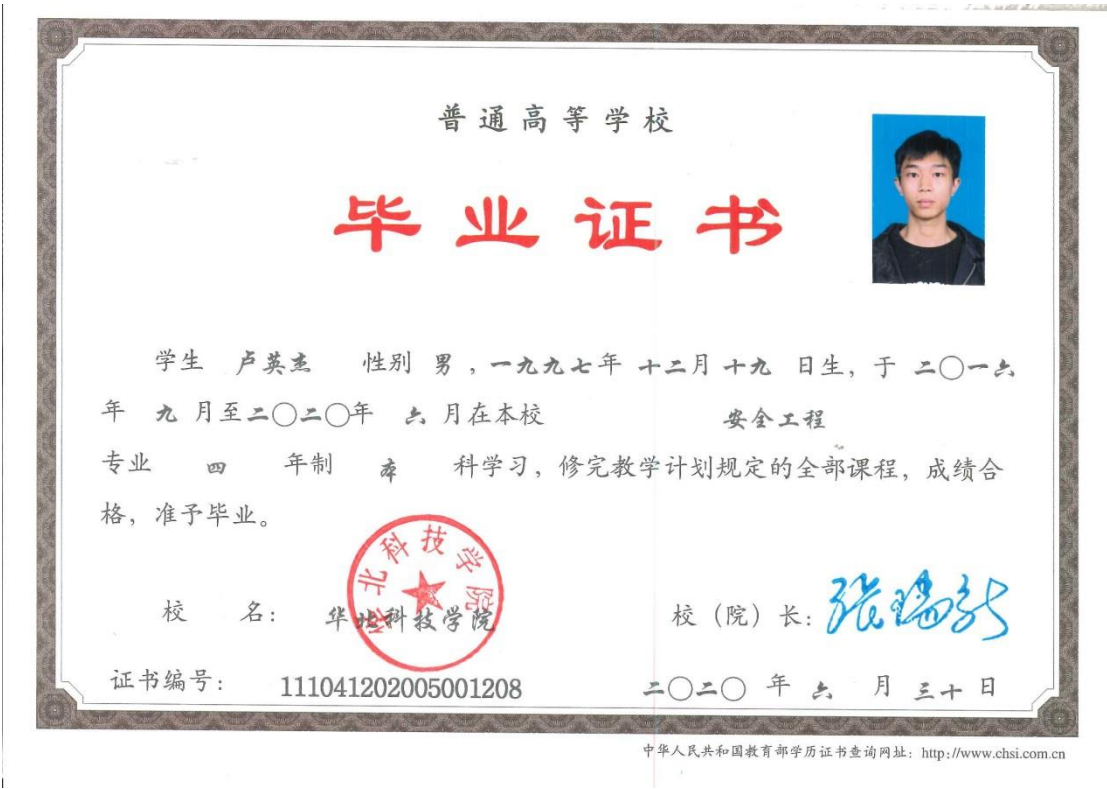 普通高等学校
毕业证书
学生 卢英杰 性别 男 ,一九九七年 十二月 十九 日生, 于 二〇一六
年 九 月至二〇二〇年 六 月在本校 安全工程
专业 四 年制 本 科学习, 修完教学计划规定的全部课程, 成绩合
格, 准予毕业。
华北科技学院
校 名: 华北科技学院
校 (院) 长: 张瑞新
证书编号: 111041202005001208
二〇二〇 年 六 月 三十 日
中华人民共和国教育部学历证书查询网址: http://www.chsi.com.cn